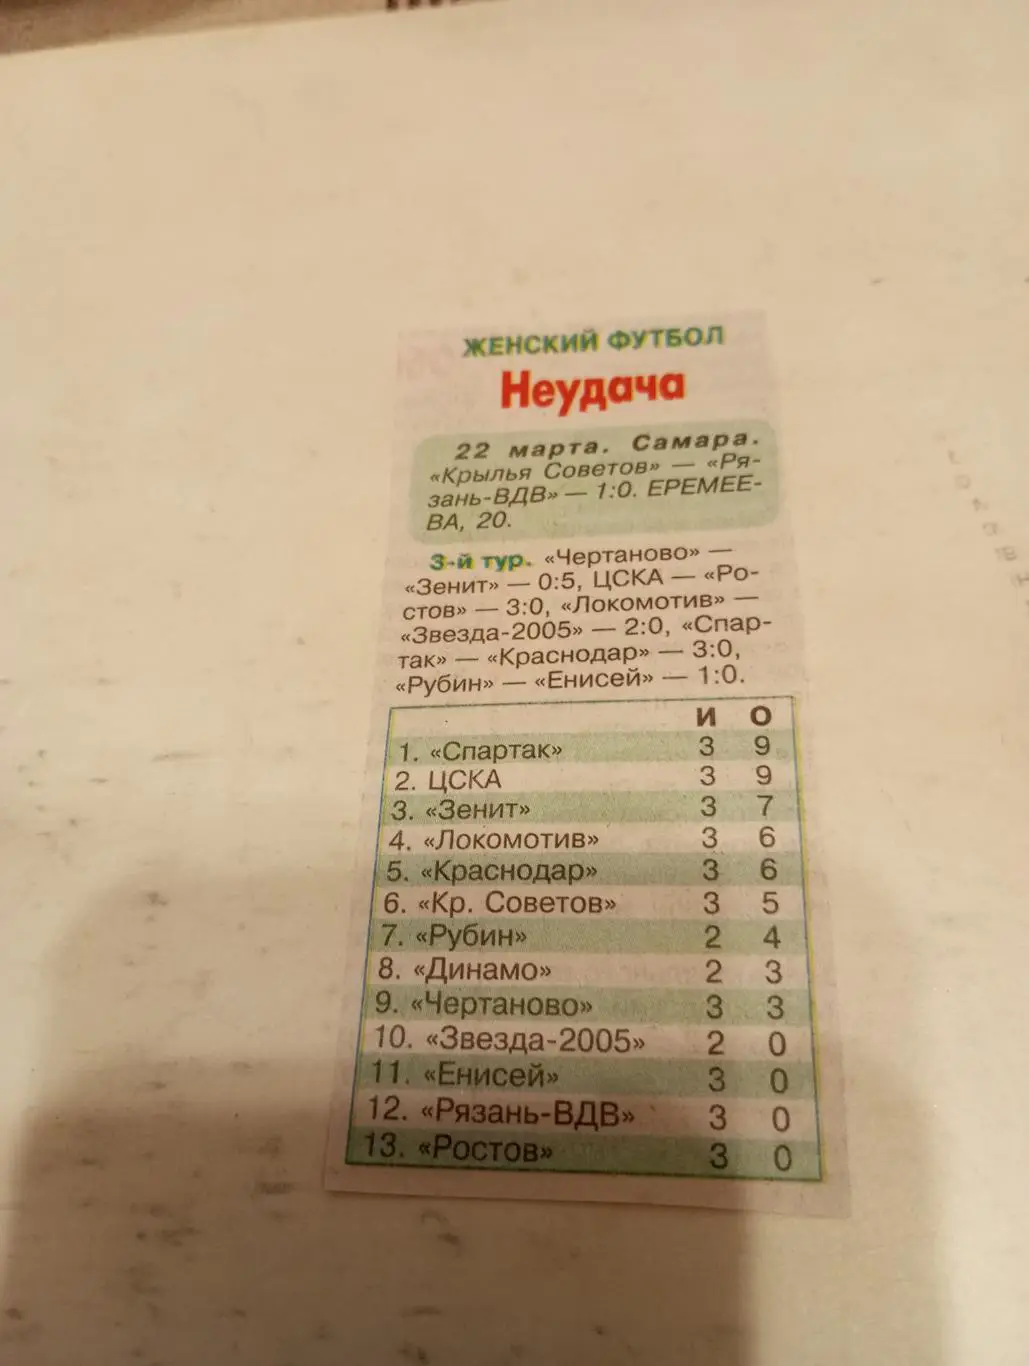 ЖЕНСКИЙ ФУТБОЛ
Неудача
22 марта. Самара.
«Крылья Советов» — «Ря-
зань-ВДВ» — 1:0. ЕРЕМЕЕ-
ВА, 20.
3-й тур. «Чертаново» —
«Зенит» — 0:5, ЦСКА — «Ро-
стов» — 3:0, «Локомотив» —
«Звезда-2005» — 2:0, «Спар-
так» — «Краснодар» — 3:0,
«Рубин» — «Енисей» — 1:0.
И О
1. «Спартак» 3 9
2. ЦСКА 3 9
3. «Зенит» 3 7
4. «Локомотив» 3 6
5. «Краснодар» 3 6
6. «Кр. Советов» 3 5
7. «Рубин» 2 4
8. «Динамо» 2 3
9. «Чертаново» 3 3
10. «Звезда-2005» 2 0
11. «Енисей» 3 0
12. «Рязань-ВДВ» 3 0
13. «Ростов» 3 0